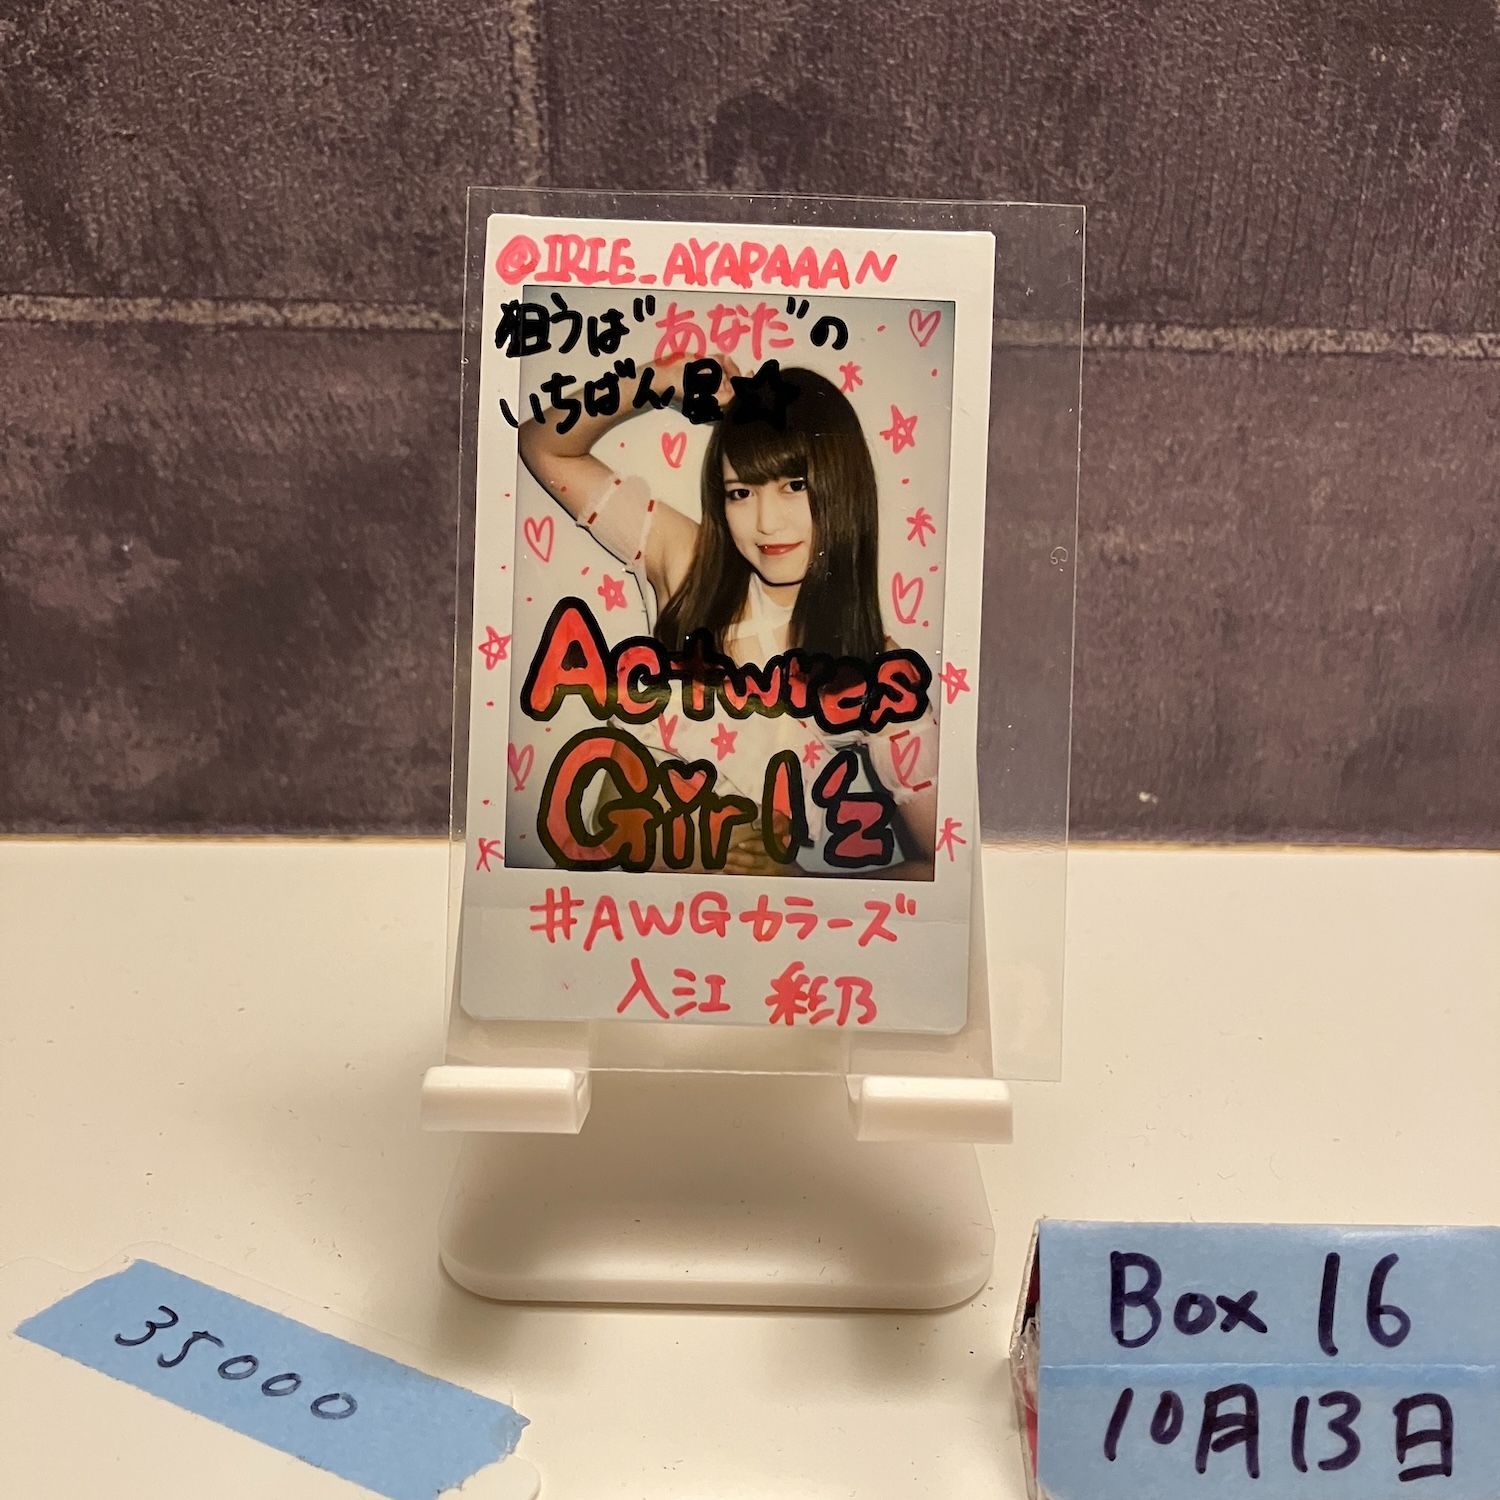 @IRIE_AYAPAAAN
狙うは"あなた"の
いちばん星☆
Actwres
Girl'z
#AWGカラーズ
入江 彩乃
35000
Box 16
10月13日